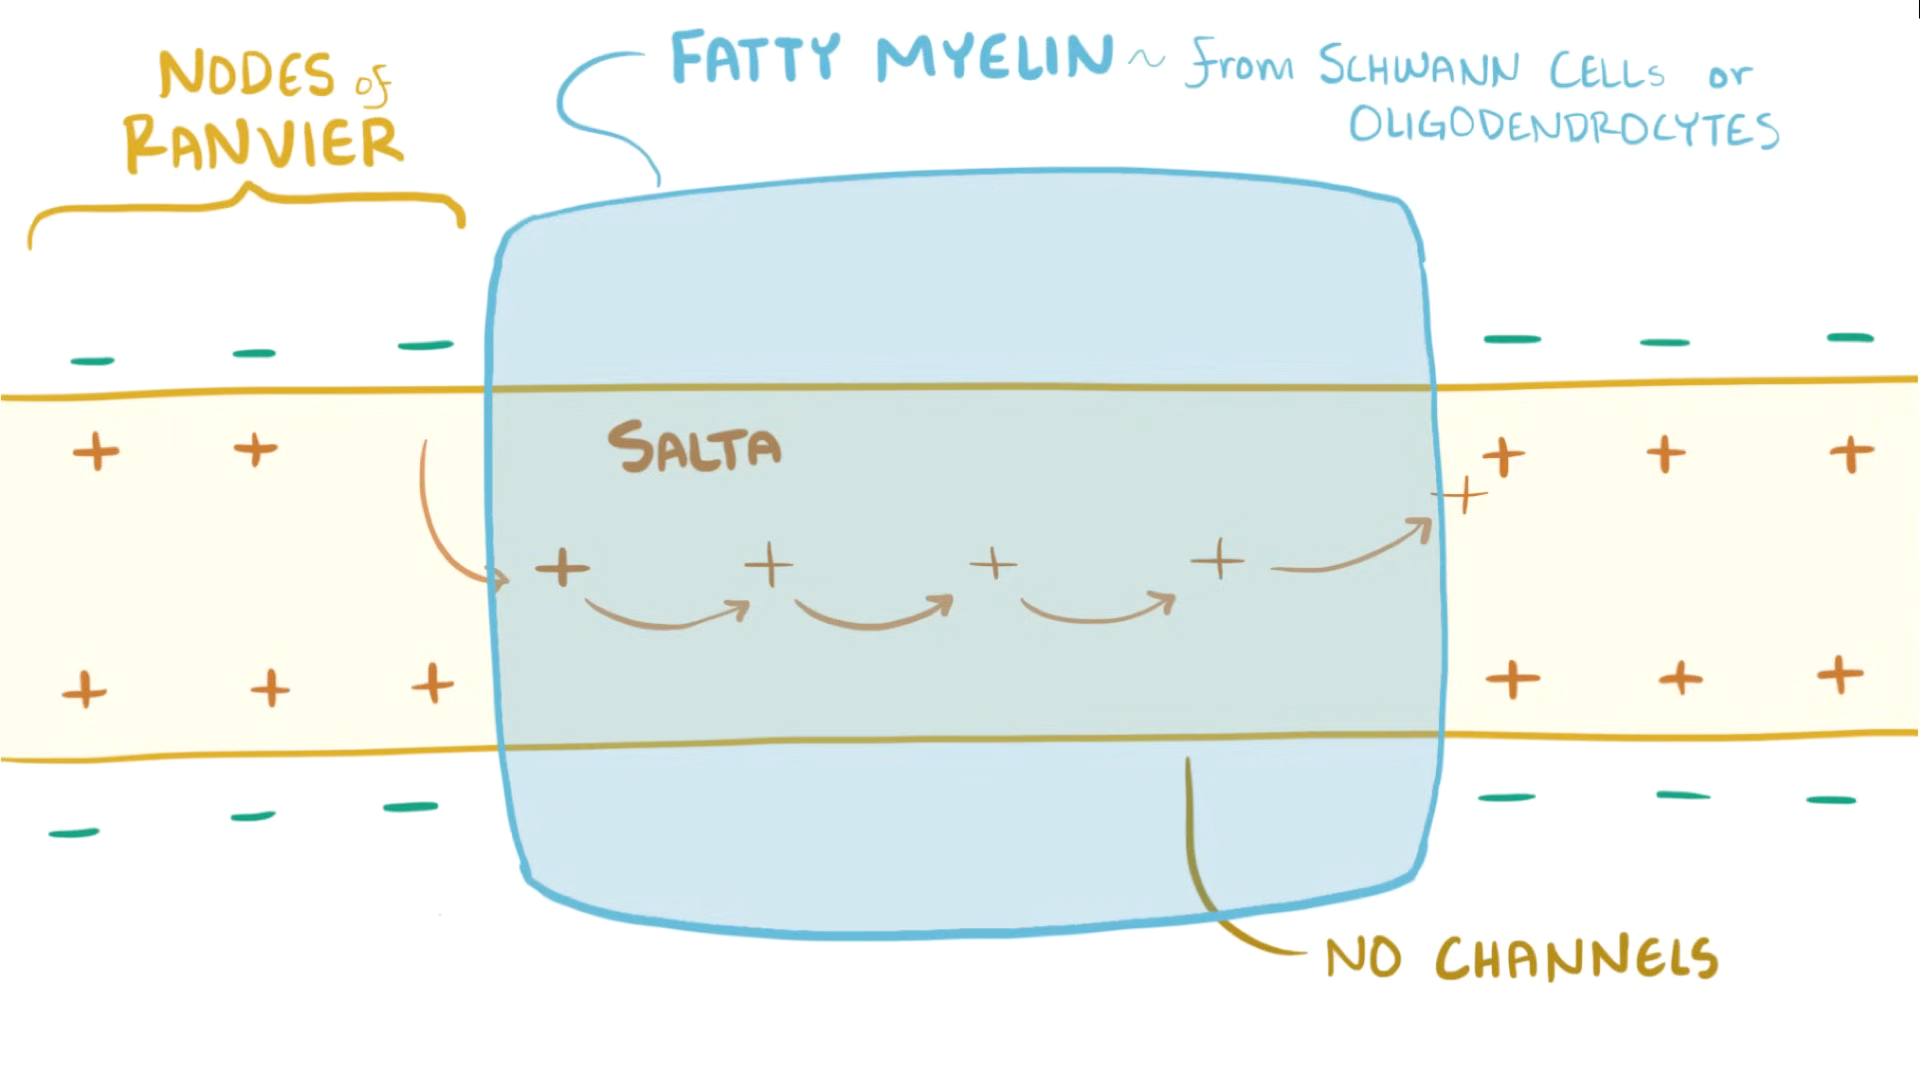 NODES of
RANVIER
FATTY MYELIN ~ from SCHWANN CELLS or
OLIGODENDROCYTES
SALTA
NO CHANNELS